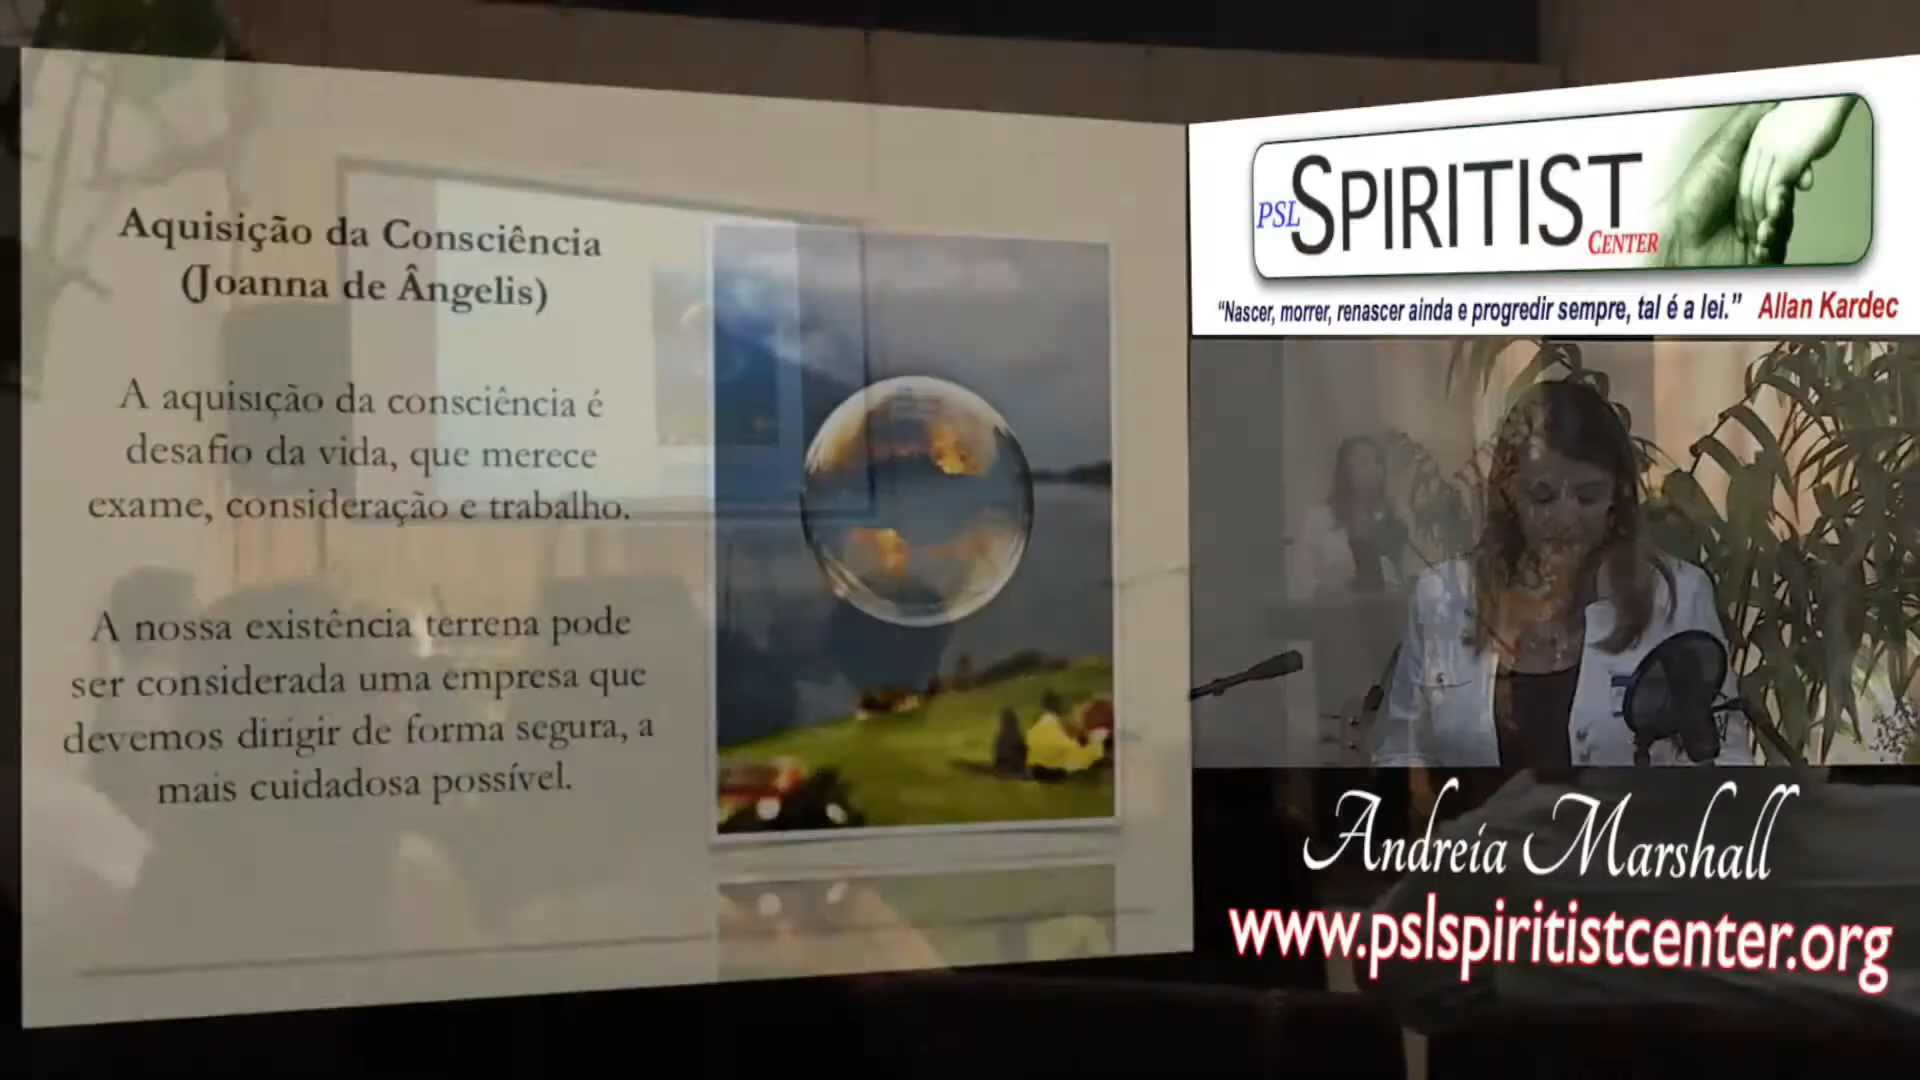 Aquisição da Consciência
(Joanna de Ângelis)
A aquisição da consciência é
desafio da vida, que merece
exame, consideração e trabalho.
A nossa existência terrena pode
ser considerada uma empresa que
devemos dirigir de forma segura, a
mais cuidadosa possível.
PSL SPIRITIST CENTER
“Nascer, morrer, renascer ainda e progredir sempre, tal é a lei.” Allan Kardec
Andreia Marshall
www.pslspiritistcenter.org